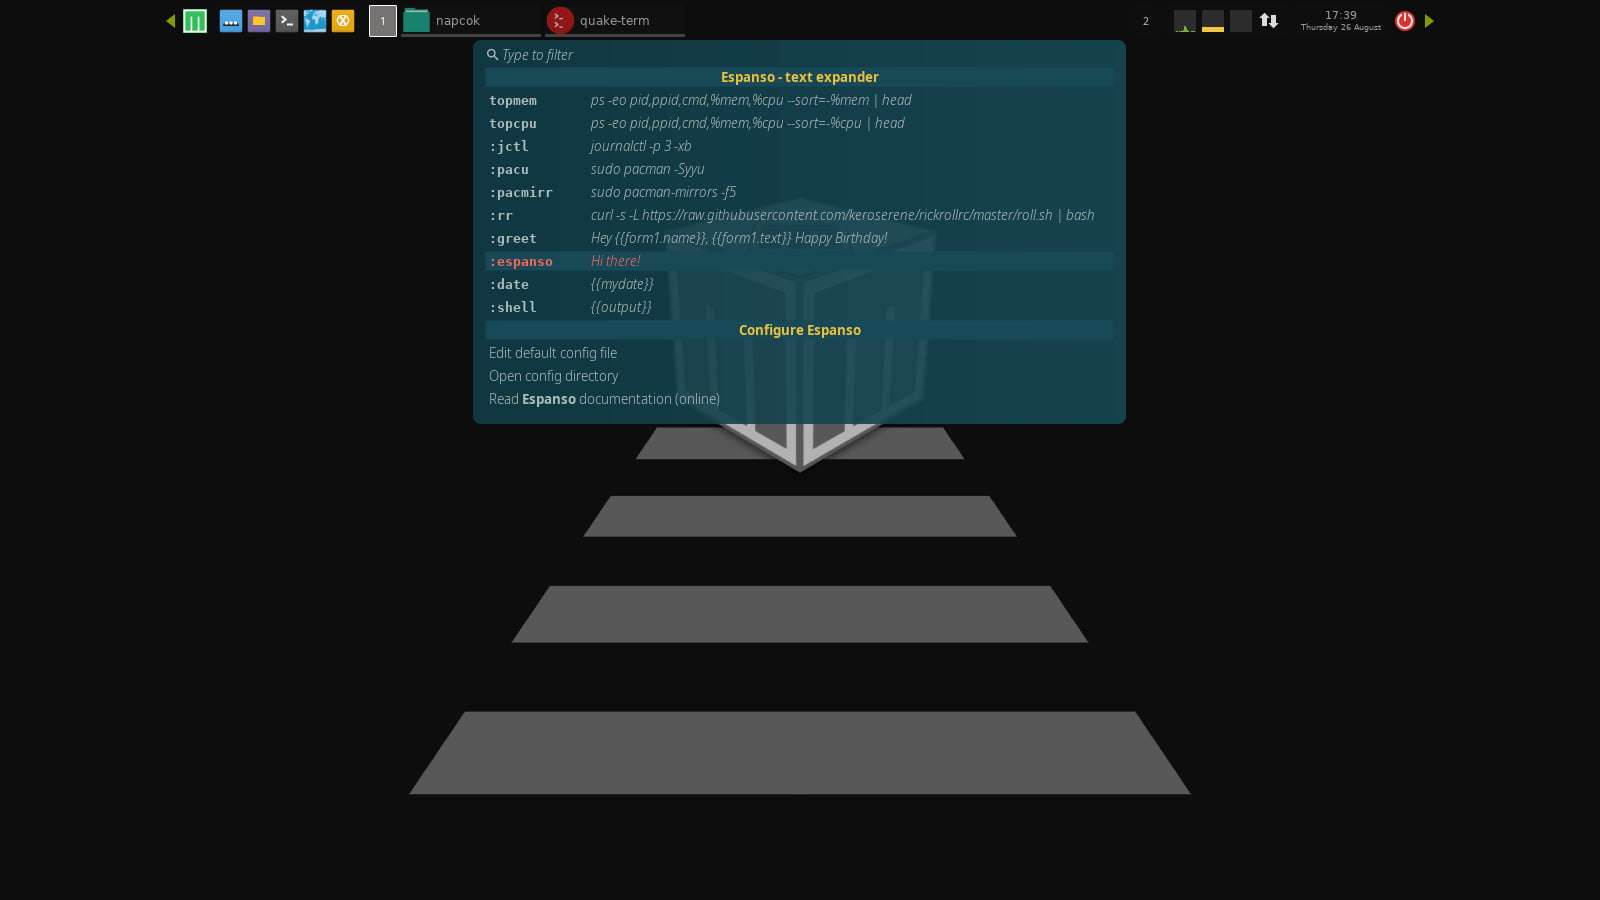 1 napcok quake-term 2 17:39
Thursday 26 August
Type to filter
Espanso - text expander
topmem ps -eo pid,ppid,cmd,%mem,%cpu --sort=-%mem | head
topcpu ps -eo pid,ppid,cmd,%mem,%cpu --sort=-%cpu | head
:jctl journalctl -p 3 -xb
:pacu sudo pacman -Syyu
:pacmirr sudo pacman-mirrors -f5
:rr curl -s -L https://raw.githubusercontent.com/keroserene/rickrollrc/master/roll.sh | bash
:greet Hey {{form1.name}}, {{form1.text}} Happy Birthday!
:espanso Hi there!
:date {{mydate}}
:shell {{output}}
Configure Espanso
Edit default config file
Open config directory
Read Espanso documentation (online)